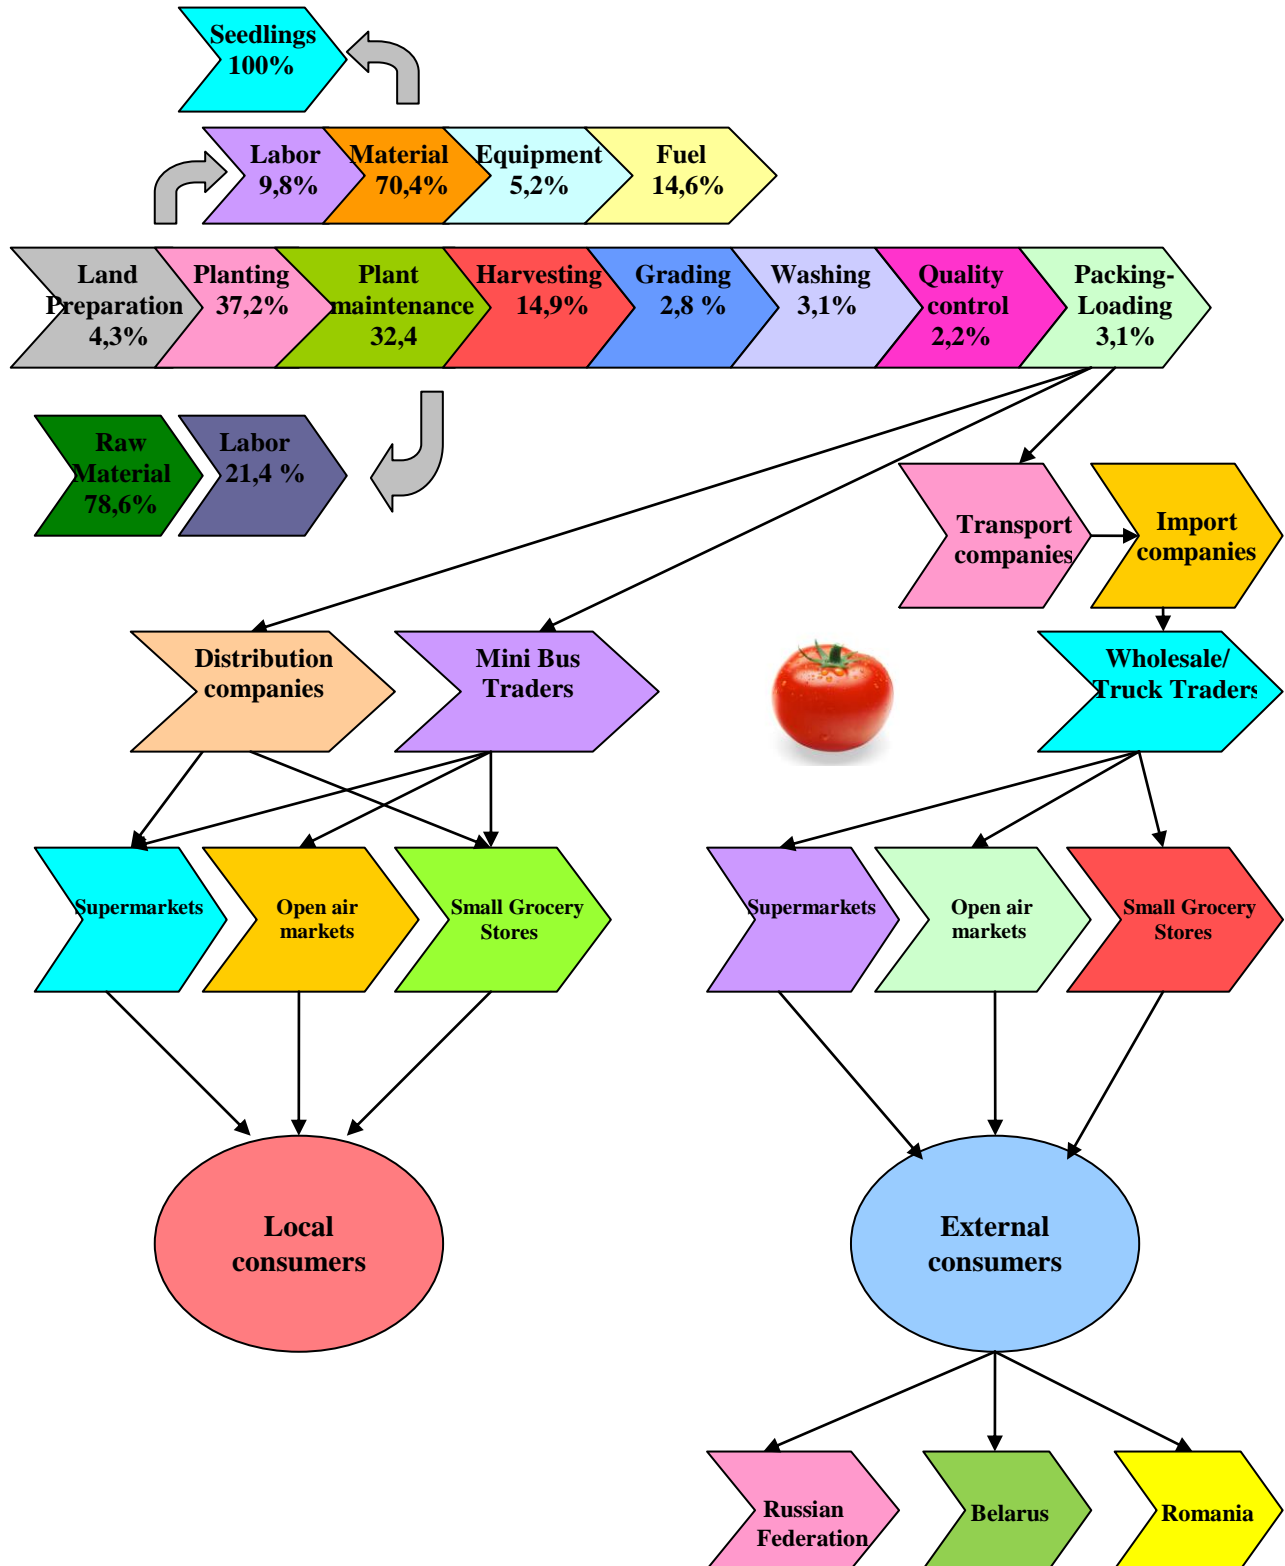 Seedlings
100%
Labor
9,8%
Material
70,4%
Equipment
5,2%
Fuel
14,6%
Land
Preparation
4,3%
Planting
37,2%
Plant
maintenance
32,4
Harvesting
14,9%
Grading
2,8 %
Washing
3,1%
Quality
control
2,2%
Packing-
Loading
3,1%
Raw
Material
78,6%
Labor
21,4 %
Transport
companies
Import
companies
Distribution
companies
Mini Bus
Traders
Wholesale/
Truck Traders
Supermarkets
Open air
markets
Small Grocery
Stores
Supermarkets
Open air
markets
Small Grocery
Stores
Local
consumers
External
consumers
Russian
Federation
Belarus
Romania